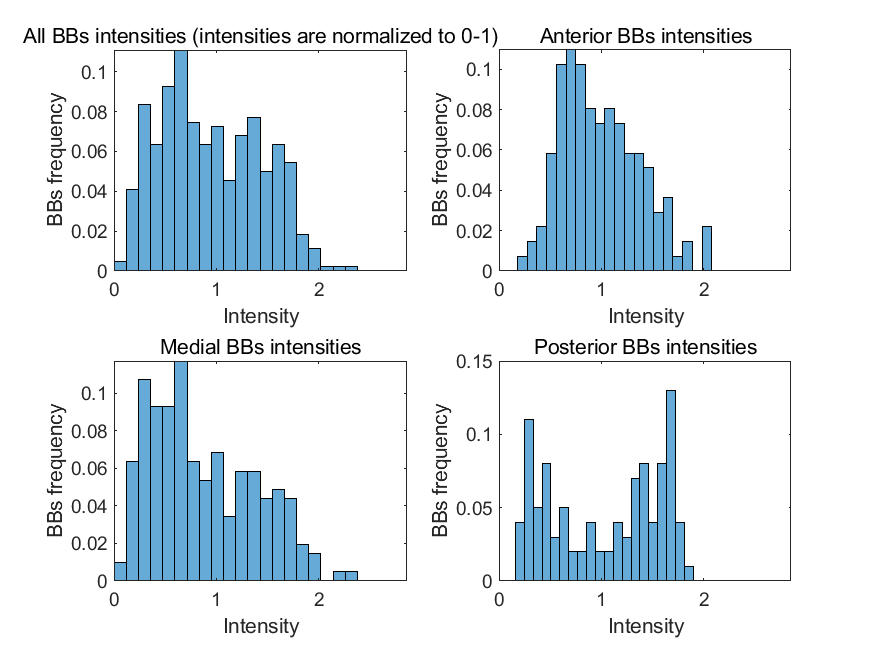 All BBs intensities (intensities are normalized to 0-1)
BBs frequency
0.1
0.08
0.06
0.04
0.02
0
0 1 2
Intensity
Anterior BBs intensities
BBs frequency
0.1
0.08
0.06
0.04
0.02
0
0 1 2
Intensity
Medial BBs intensities
BBs frequency
0.1
0.08
0.06
0.04
0.02
0
0 1 2
Intensity
Posterior BBs intensities
BBs frequency
0.15
0.1
0.05
0
0 1 2
Intensity